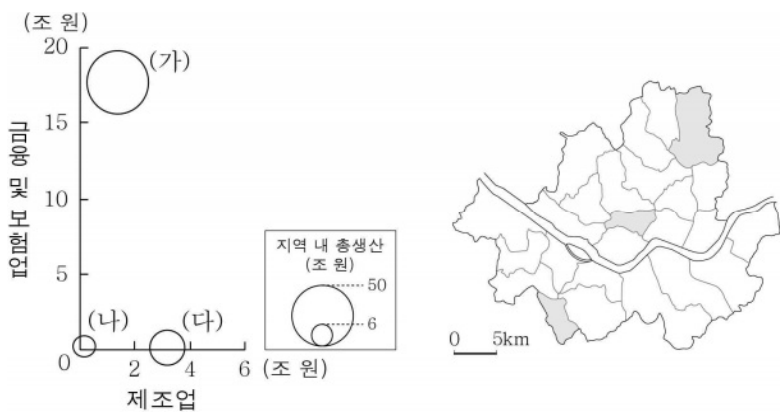 (조 원)
20
15
10
5
0
금융 및 보험업
(가)
(나)
(다)
2
4
6
(조 원)
제조업
지역 내 총생산
(조 원)
50
6
0
5km